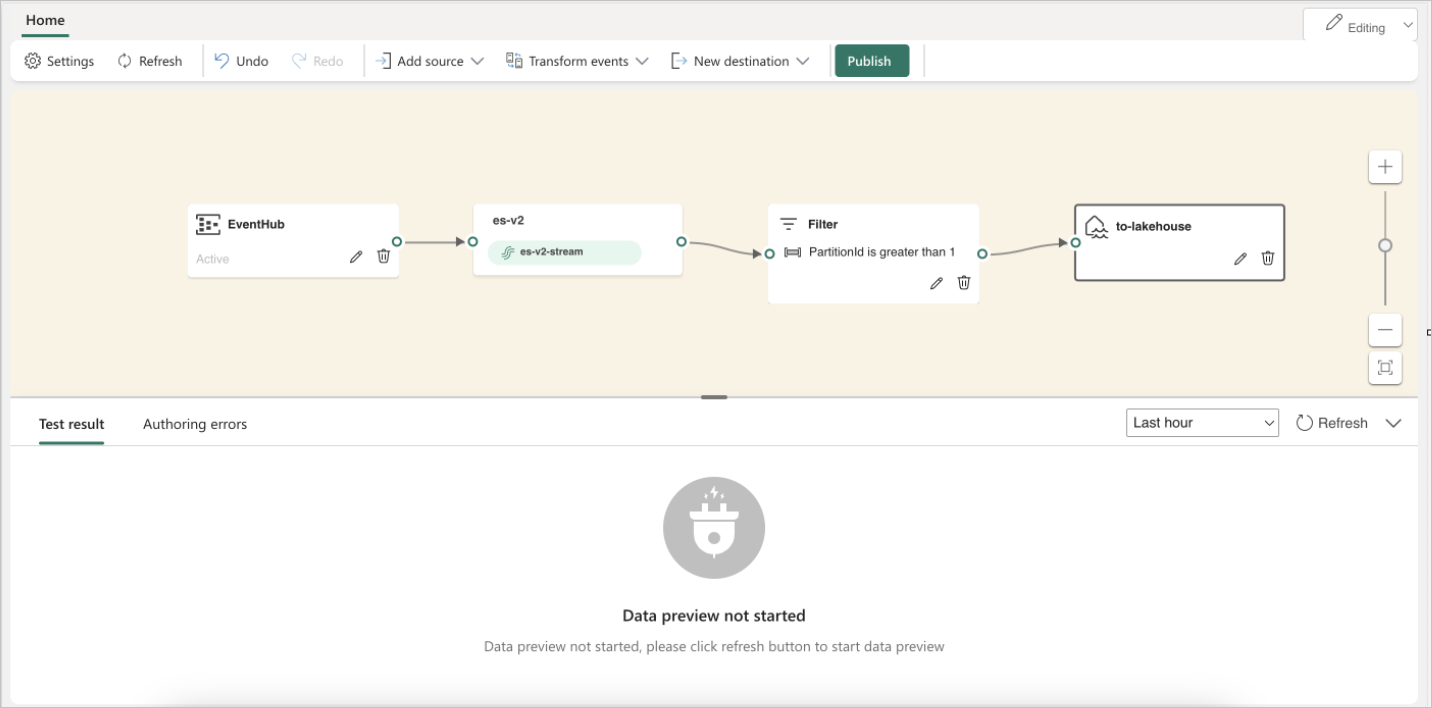 Home
Editing
Settings
Refresh
Undo
Redo
Add source
Transform events
New destination
Publish
EventHub
Active
es-v2
es-v2-stream
Filter
PartitionId is greater than 1
to-lakehouse
Test result
Authoring errors
Last hour
Refresh
Data preview not started
Data preview not started, please click refresh button to start data preview